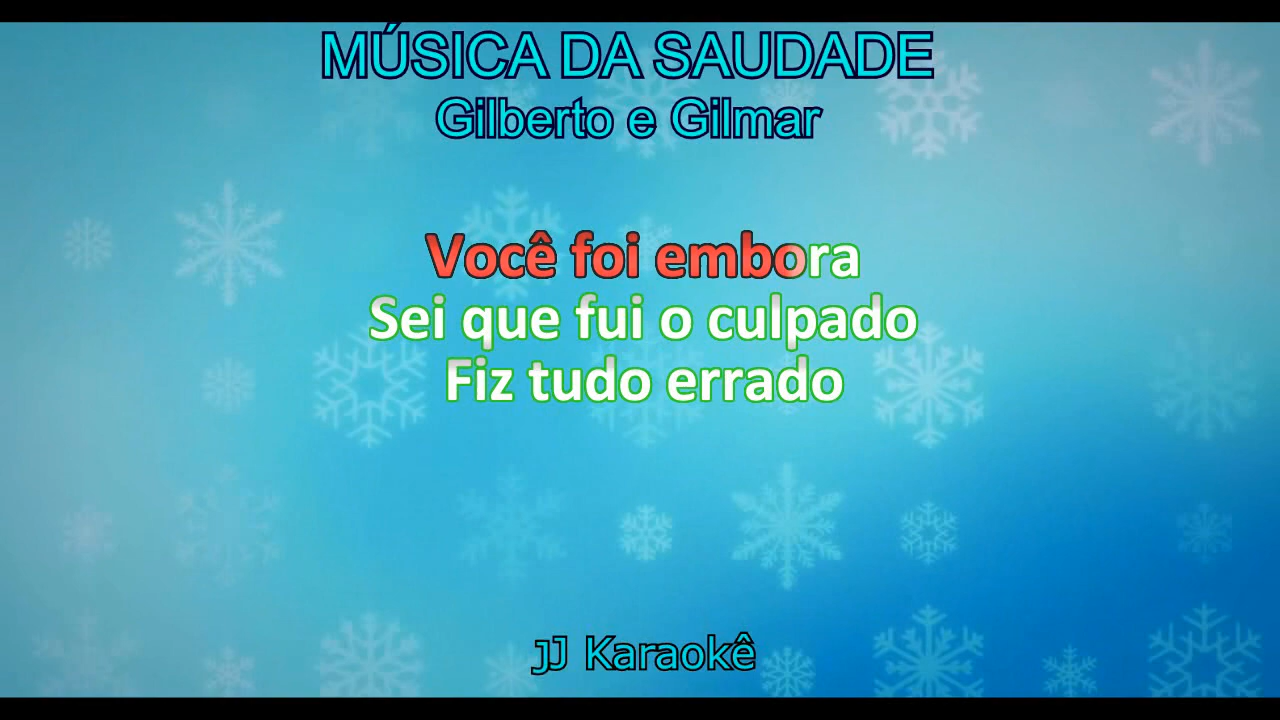 MÚSICA DA SAUDADE
Gilberto e Gilmar
Você foi embora
Sei que fui o culpado
Fiz tudo errado
JJ Karaokê